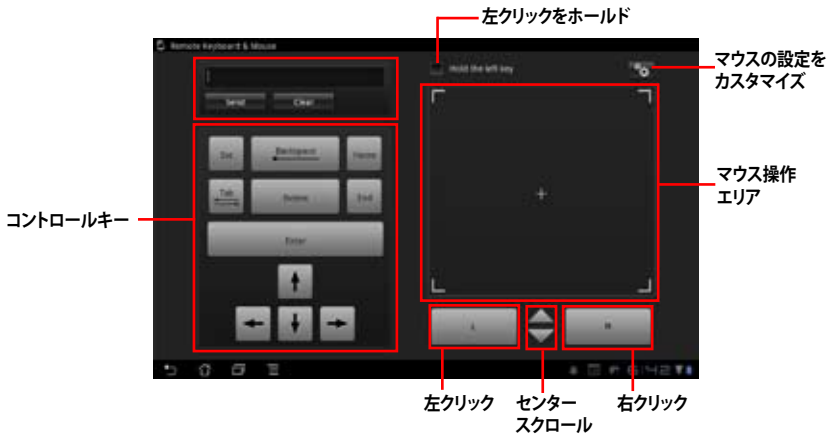 左クリックをホールド
Remote Keyboard & Mouse
Hold the left key
マウスの設定を
カスタマイズ
Send
Clear
Esc
Backspace
Home
マウス操作
エリア
Tab
Delete
End
コントロールキー
Enter
L
R
6:42
左クリック
センター
スクロール
右クリック